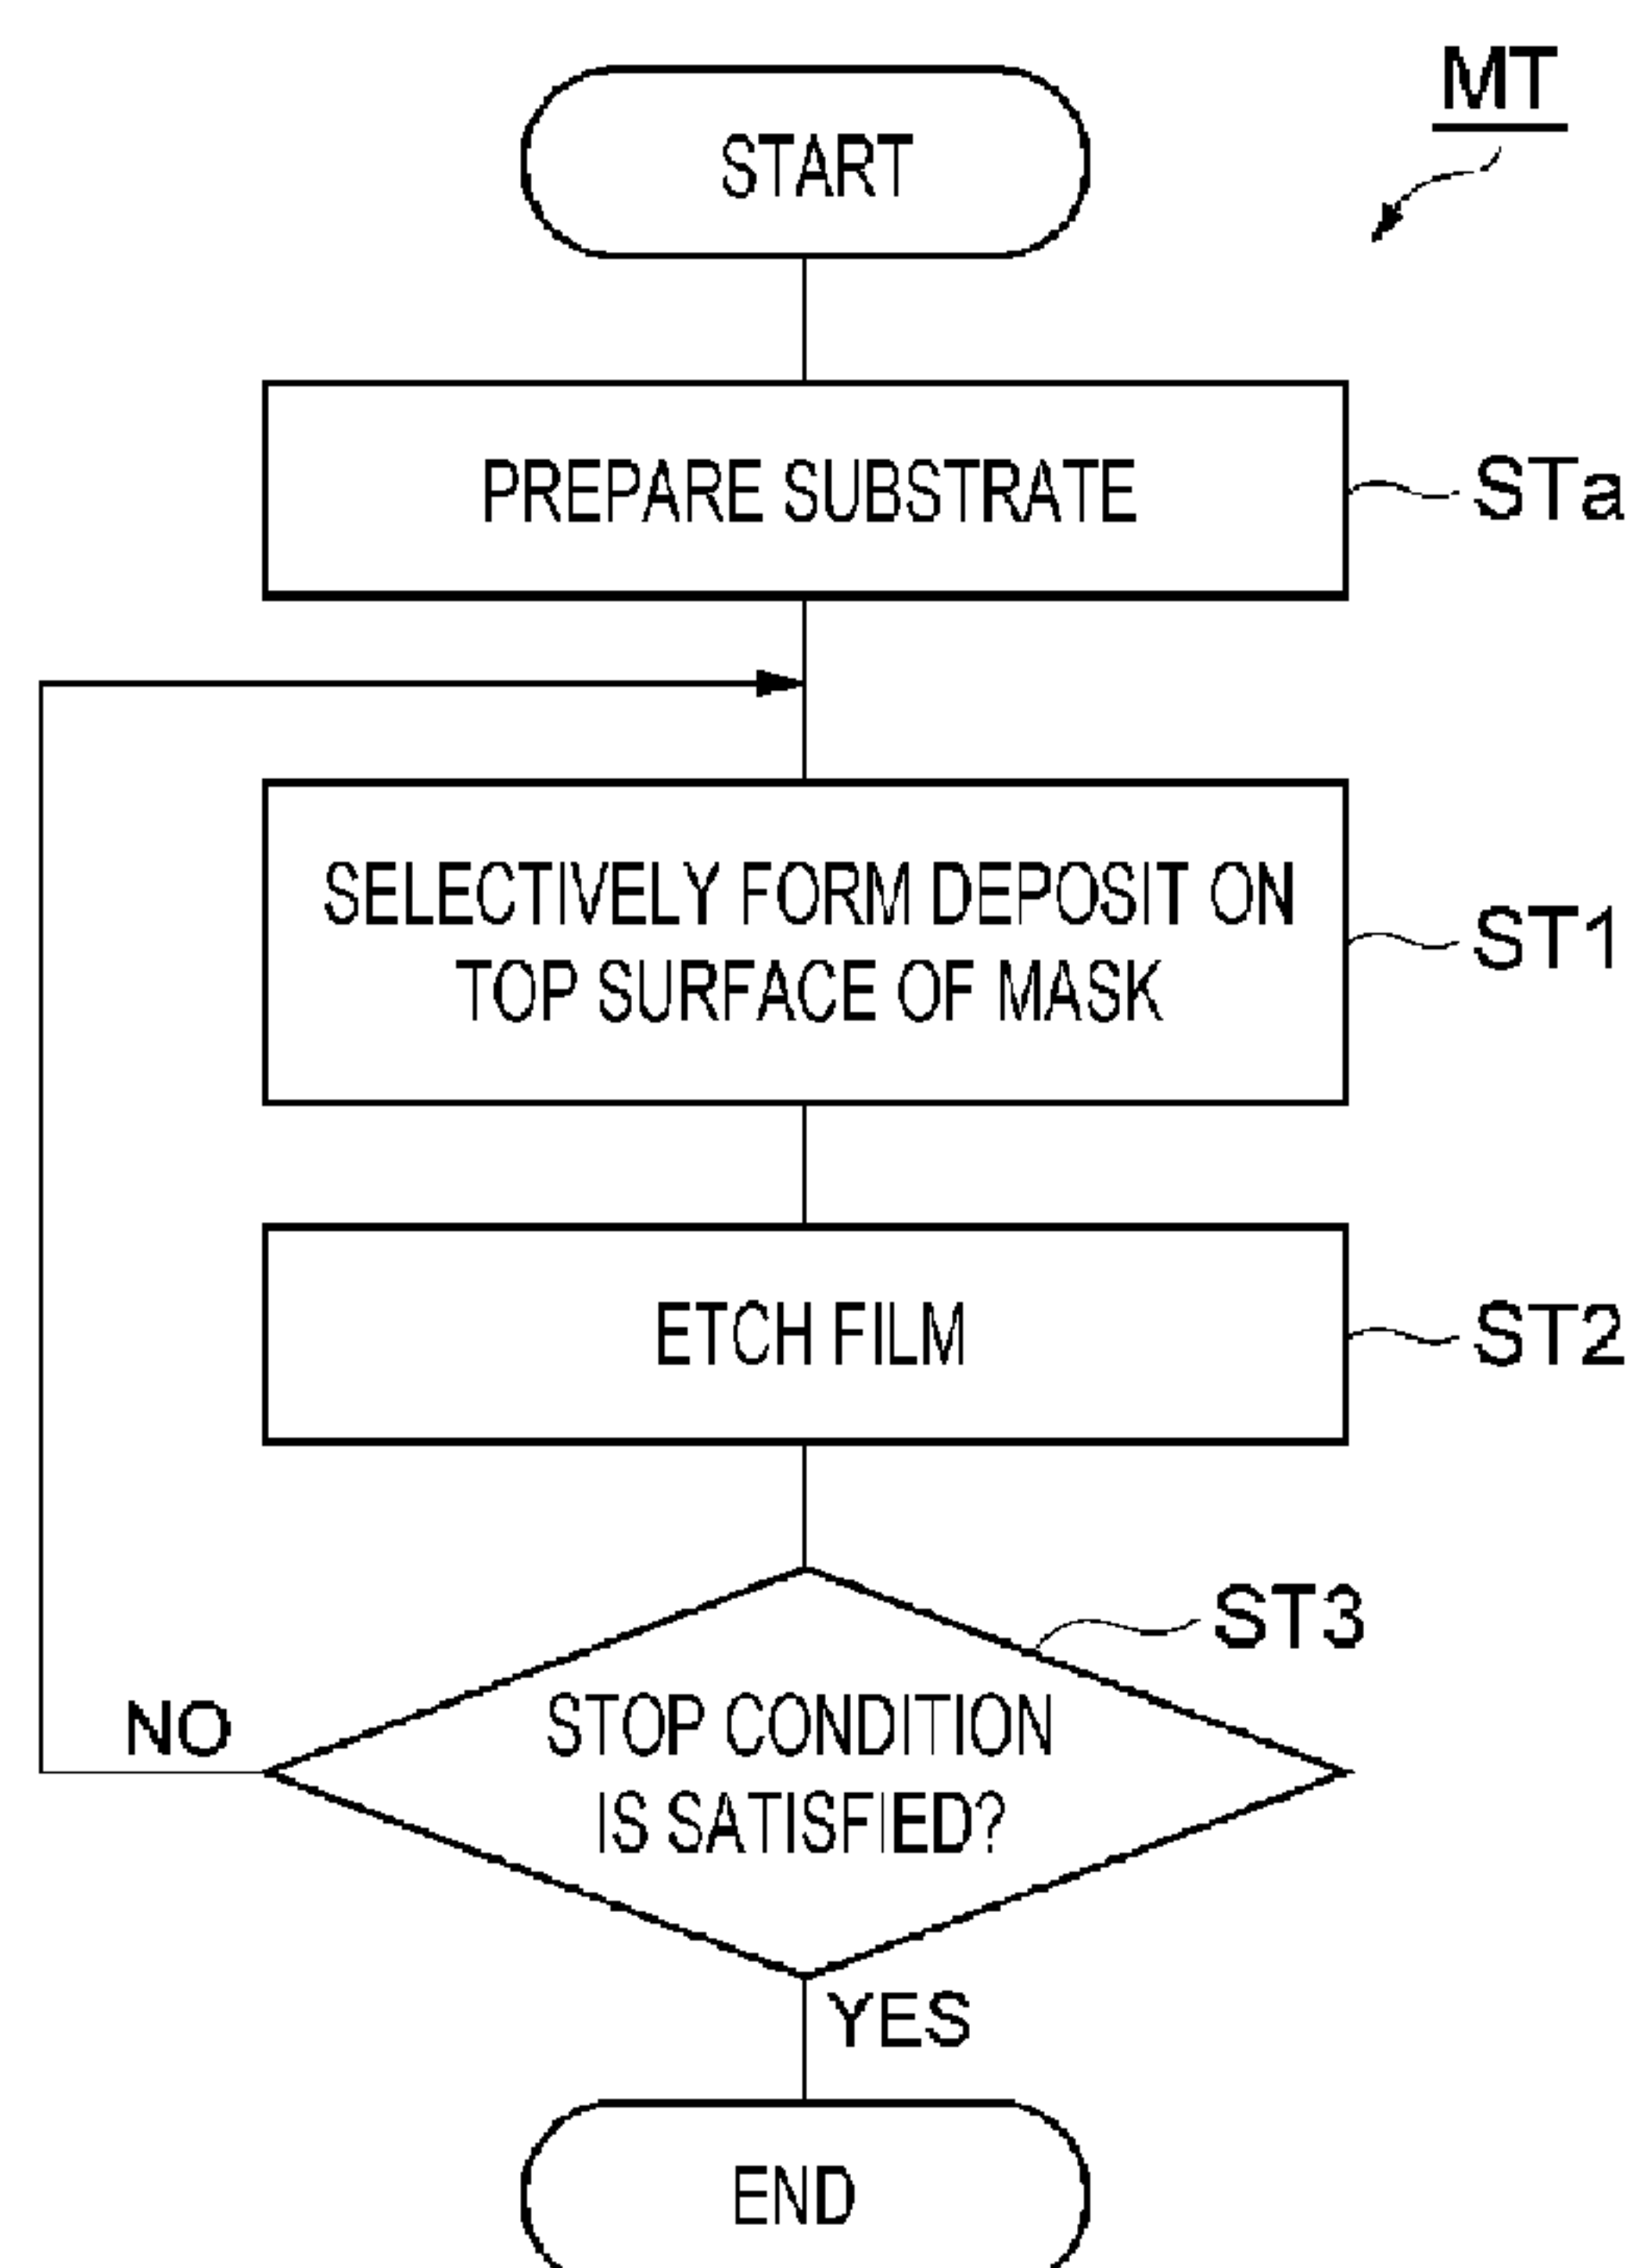 MT
START
PREPARE SUBSTRATE
STa
SELECTIVELY FORM DEPOSIT ON
TOP SURFACE OF MASK
ST1
ETCH FILM
ST2
ST3
STOP CONDITION
IS SATISFIED?
NO
YES
END